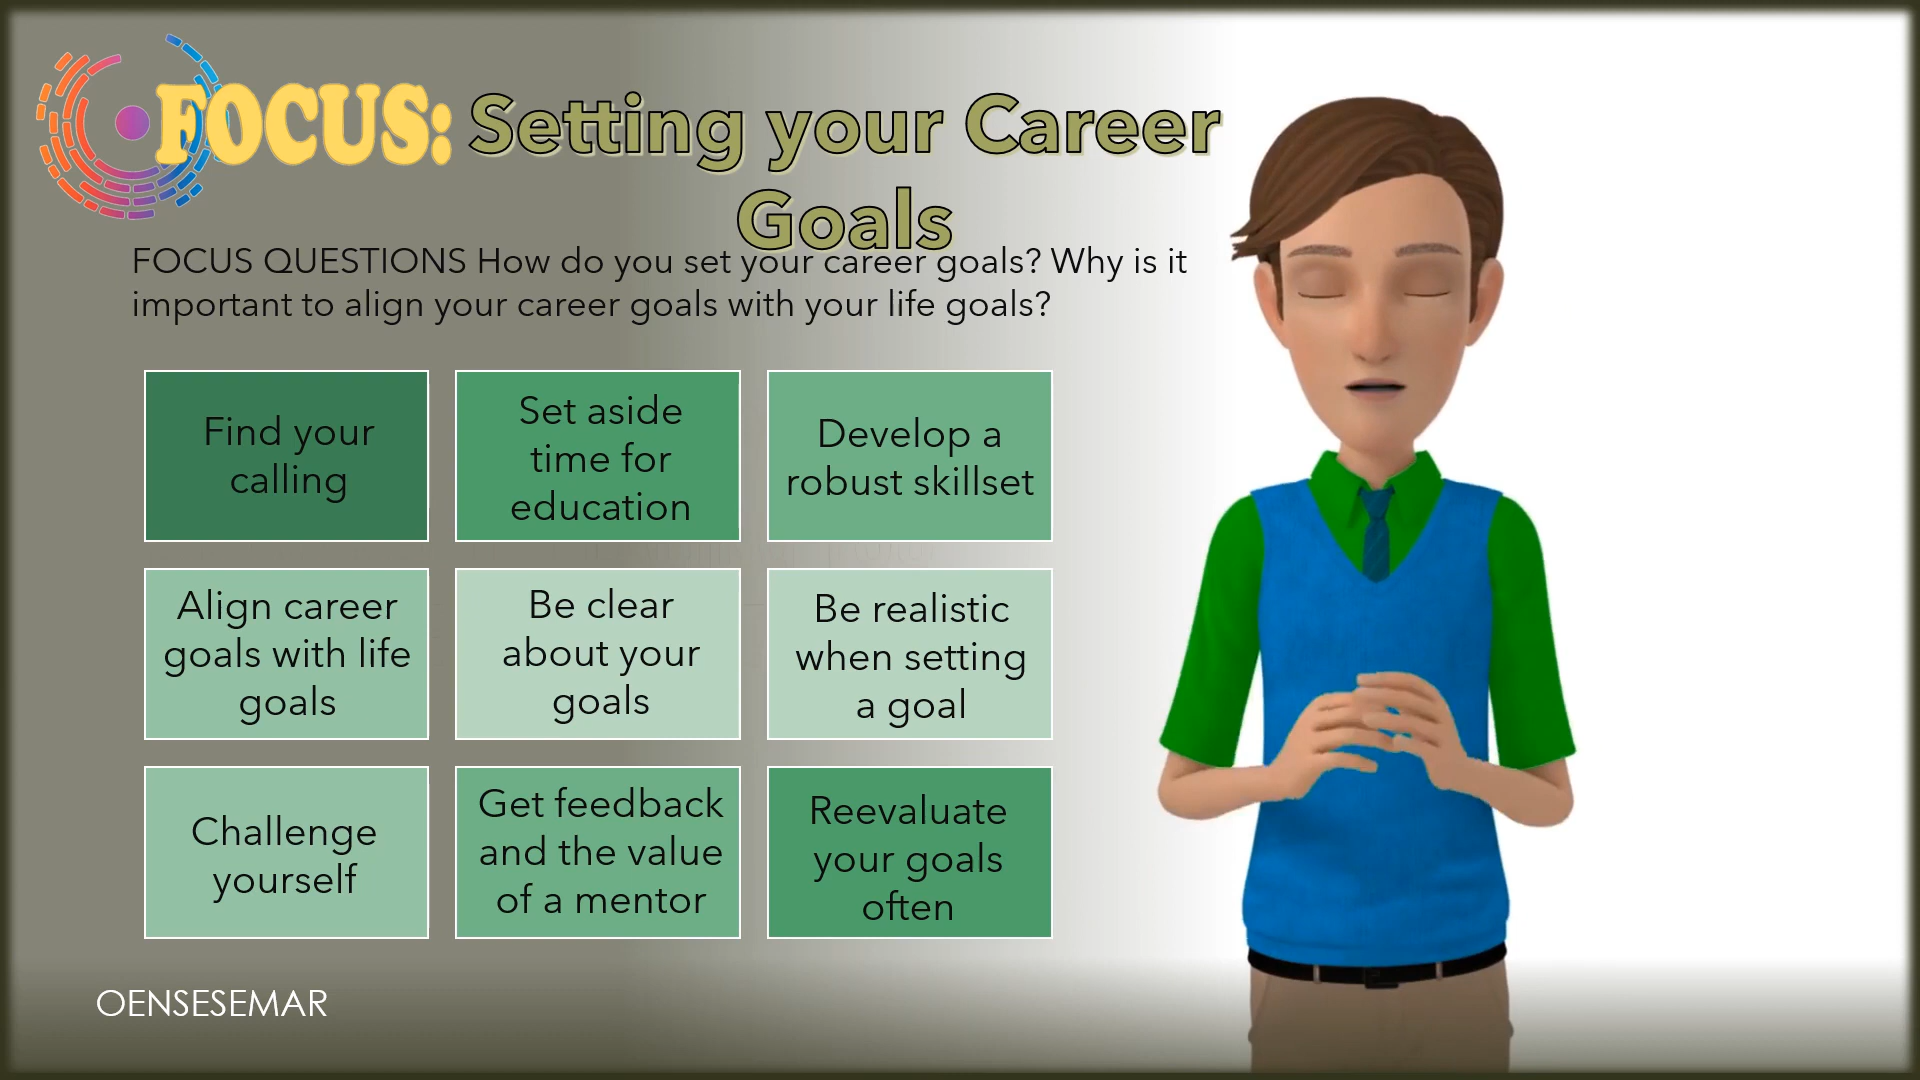 FOCUS: Setting your Career
Goals
FOCUS QUESTIONS How do you set your career goals? Why is it
important to align your career goals with your life goals?
Find your
calling
Set aside
time for
education
Develop a
robust skillset
Align career
goals with life
goals
Be clear
about your
goals
Be realistic
when setting
a goal
Challenge
yourself
Get feedback
and the value
of a mentor
Reevaluate
your goals
often
OENSESEMAR